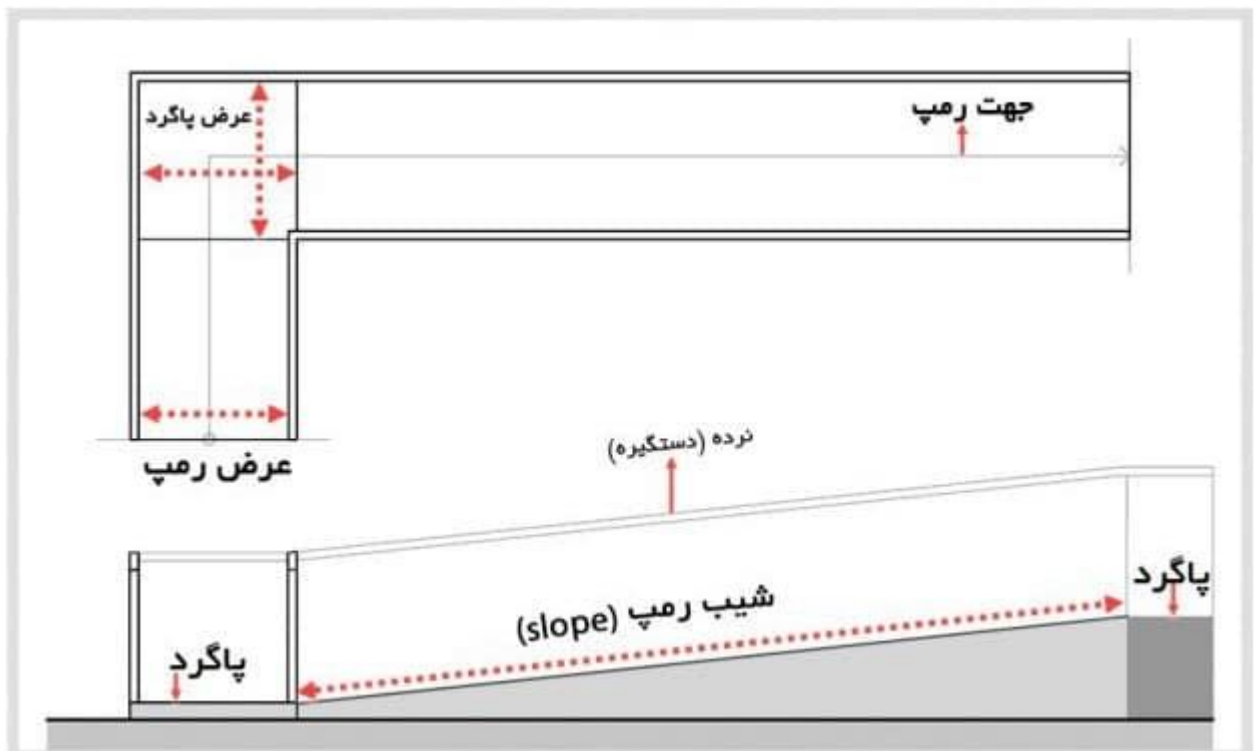 جهت رمپ
عرض پاگرد
عرض رمپ
نرده (دستگیره)
شیب رمپ (slope)
پاگرد
پاگرد